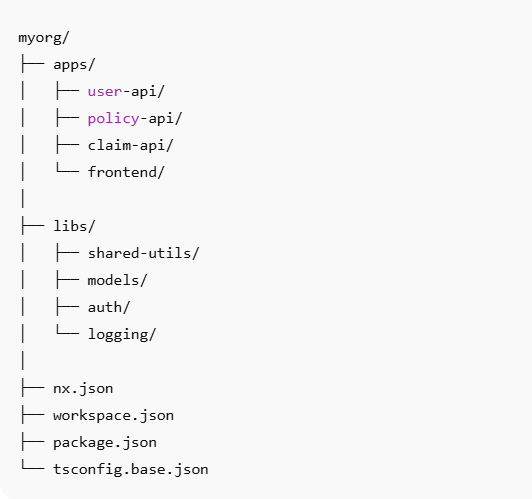 myorg/
├── apps/
│   ├── user-api/
│   ├── policy-api/
│   ├── claim-api/
│   └── frontend/
│
├── libs/
│   ├── shared-utils/
│   ├── models/
│   ├── auth/
│   └── logging/
│
├── nx.json
├── workspace.json
├── package.json
└── tsconfig.base.json